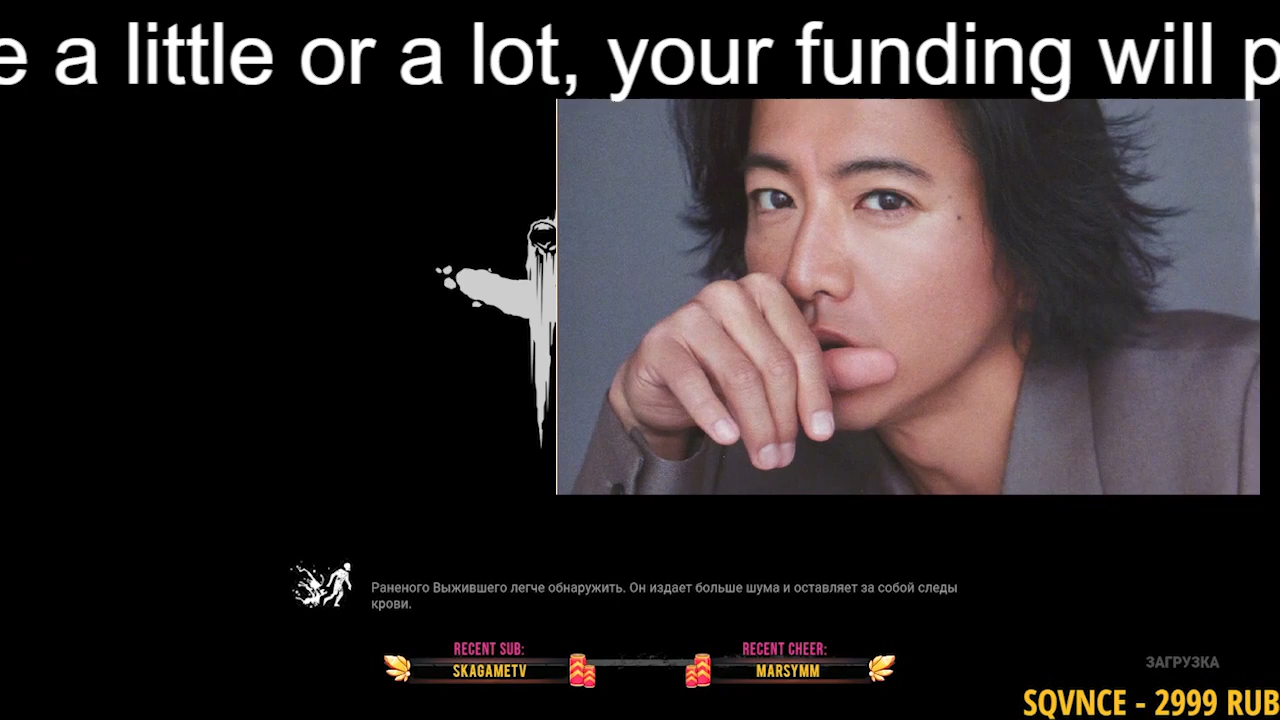 e a little or a lot, your funding will p
Раненого Выжившего легче обнаружить. Он издает больше шума и оставляет за собой следы
крови.
RECENT SUB:
SKAGAMETV
RECENT CHEER:
MARSYMM
ЗАГРУЗКА
SQVNCE - 2999 RUB